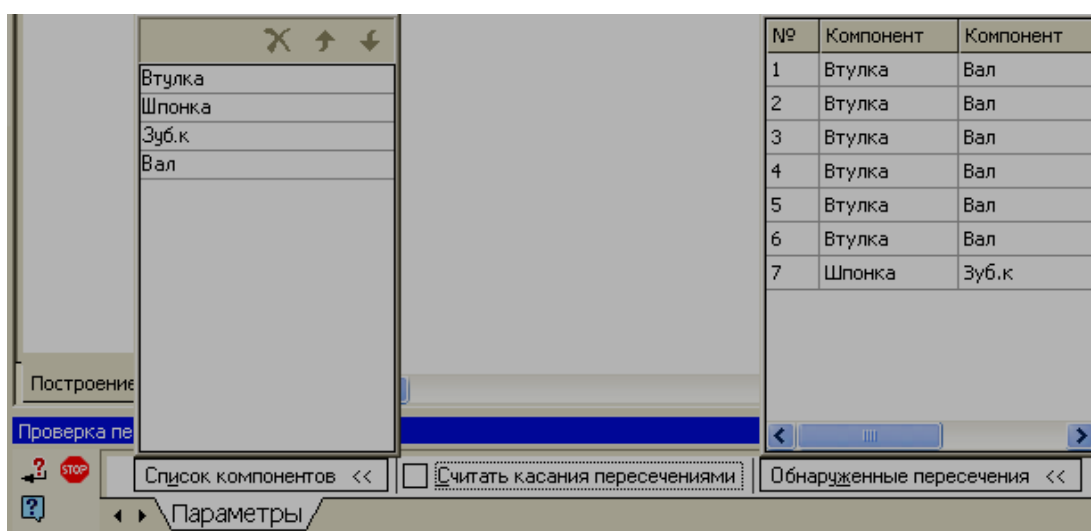 № Компонент Компонент
Втулка
Шпонка
Зуб.к
Вал
1 Втулка Вал
2 Втулка Вал
3 Втулка Вал
4 Втулка Вал
5 Втулка Вал
6 Втулка Вал
7 Шпонка Зуб.к
Построение
Проверка пе
STOP Список компонентов << Считать касания пересечениями Обнаруженные пересечения <<
Параметры